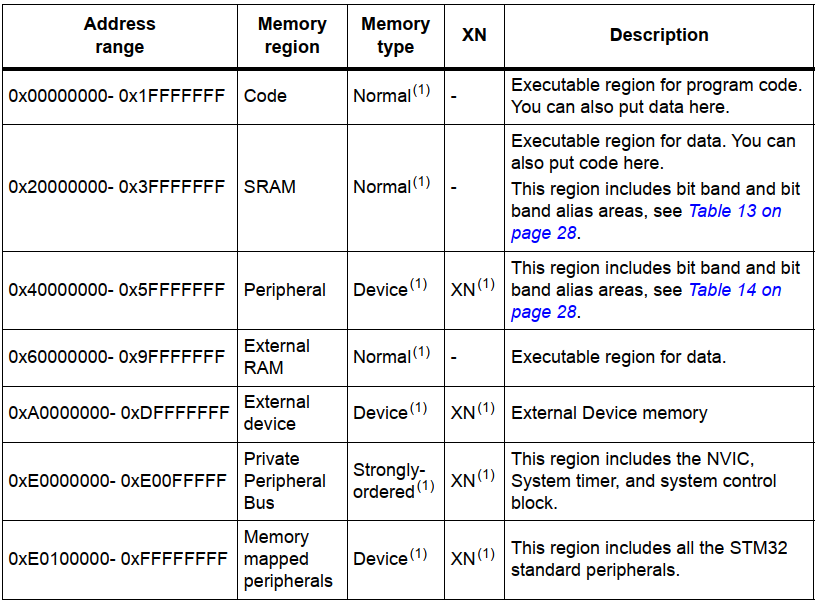 Address range
Memory region
Memory type
XN
Description
0x00000000- 0x1FFFFFFF
Code
Normal(1)
-
Executable region for program code.
You can also put data here.
0x20000000- 0x3FFFFFFF
SRAM
Normal(1)
-
Executable region for data. You can
also put code here.
This region includes bit band and bit
band alias areas, see Table 13 on
page 28.
0x40000000- 0x5FFFFFFF
Peripheral
Device(1)
XN(1)
This region includes bit band and bit
band alias areas, see Table 14 on
page 28.
0x60000000- 0x9FFFFFFF
External
RAM
Normal(1)
-
Executable region for data.
0xA0000000- 0xDFFFFFFF
External
device
Device(1)
XN(1)
External Device memory
0xE0000000- 0xE00FFFFF
Private
Peripheral
Bus
Strongly-
ordered(1)
XN(1)
This region includes the NVIC,
System timer, and system control
block.
0xE0100000- 0xFFFFFFFF
Memory
mapped
peripherals
Device(1)
XN(1)
This region includes all the STM32
standard peripherals.